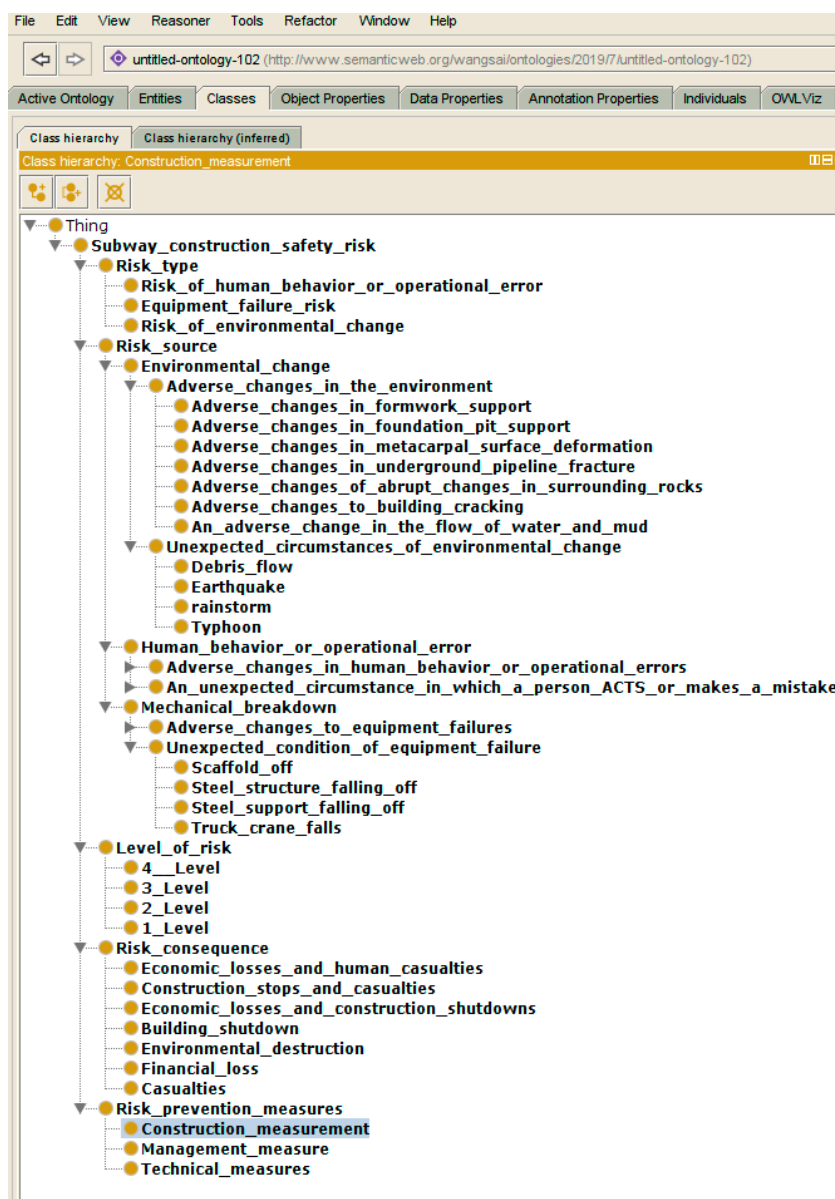 File Edit View Reasoner Tools Refactor Window Help
untitled-ontology-102 (http://www.semanticweb.org/wangsai/ontologies/2019/7/untitled-ontology-102)
Active Ontology Entities Classes Object Properties Data Properties Annotation Properties Individuals OWLViz
Class hierarchy Class hierarchy (inferred)
Class hierarchy: Construction_measurement
Thing
Subway_construction_safety_risk
Risk_type
Risk_of_human_behavior_or_operational_error
Equipment_failure_risk
Risk_of_environmental_change
Risk_source
Environmental_change
Adverse_changes_in_the_environment
Adverse_changes_in_formwork_support
Adverse_changes_in_foundation_pit_support
Adverse_changes_in_metacarpal_surface_deformation
Adverse_changes_in_underground_pipeline_fracture
Adverse_changes_of_abrupt_changes_in_surrounding_rocks
Adverse_changes_to_building_cracking
An_adverse_change_in_the_flow_of_water_and_mud
Unexpected_circumstances_of_environmental_change
Debris_flow
Earthquake
rainstorm
Typhoon
Human_behavior_or_operational_error
Adverse_changes_in_human_behavior_or_operational_errors
An_unexpected_circumstance_in_which_a_person_ACTS_or_makes_a_mistake
Mechanical_breakdown
Adverse_changes_to_equipment_failures
Unexpected_condition_of_equipment_failure
Scaffold_off
Steel_structure_falling_off
Steel_support_falling_off
Truck_crane_falls
Level_of_risk
4__Level
3_Level
2_Level
1_Level
Risk_consequence
Economic_losses_and_human_casualties
Construction_stops_and_casualties
Economic_losses_and_construction_shutdowns
Building_shutdown
Environmental_destruction
Financial_loss
Casualties
Risk_prevention_measures
Construction_measurement
Management_measure
Technical_measures